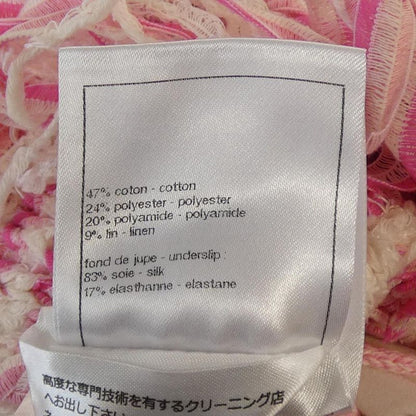 47% coton - cotton
24% polyester - polyester
20% polyamide - polyamide
9% lin - linen
fond de jupe - underslip :
83% soie - silk
17% elasthanne - elastane
高度な専門技術を有するクリーニング店
へお出し下さい